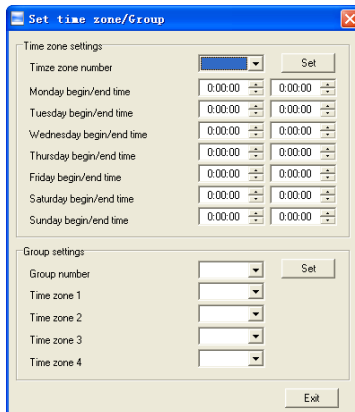 Set time zone/Group
Time zone settings
Timze zone number Set
Monday begin/end time 0:00:00 0:00:00
Tuesday begin/end time 0:00:00 0:00:00
Wednesday begin/end time 0:00:00 0:00:00
Thursday begin/end time 0:00:00 0:00:00
Friday begin/end time 0:00:00 0:00:00
Saturday begin/end time 0:00:00 0:00:00
Sunday begin/end time 0:00:00 0:00:00
Group settings
Group number Set
Time zone 1
Time zone 2
Time zone 3
Time zone 4
Exit